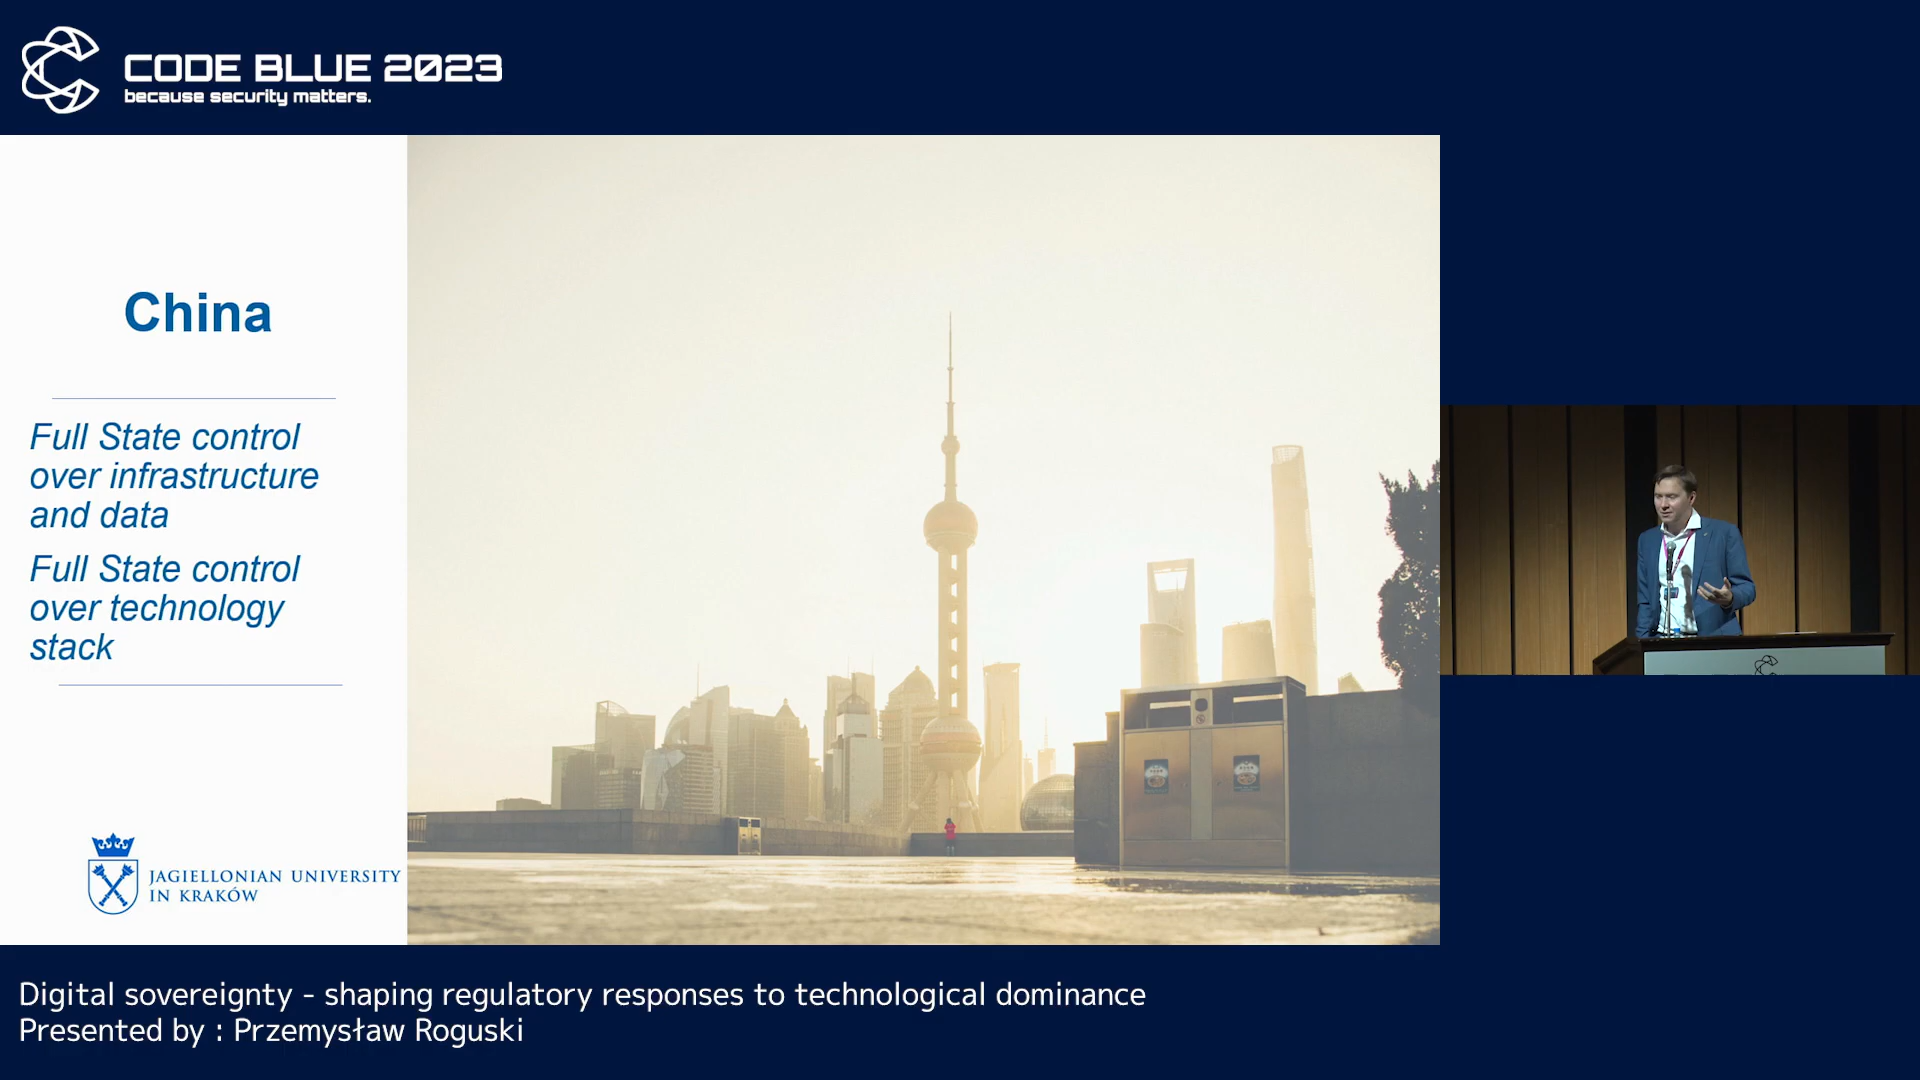 CODE BLUE 2023
because security matters.
China
Full State control
over infrastructure
and data
Full State control
over technology
stack
JAGIELLONIAN UNIVERSITY
IN KRAKÓW
Digital sovereignty - shaping regulatory responses to technological dominance
Presented by : Przemysław Roguski